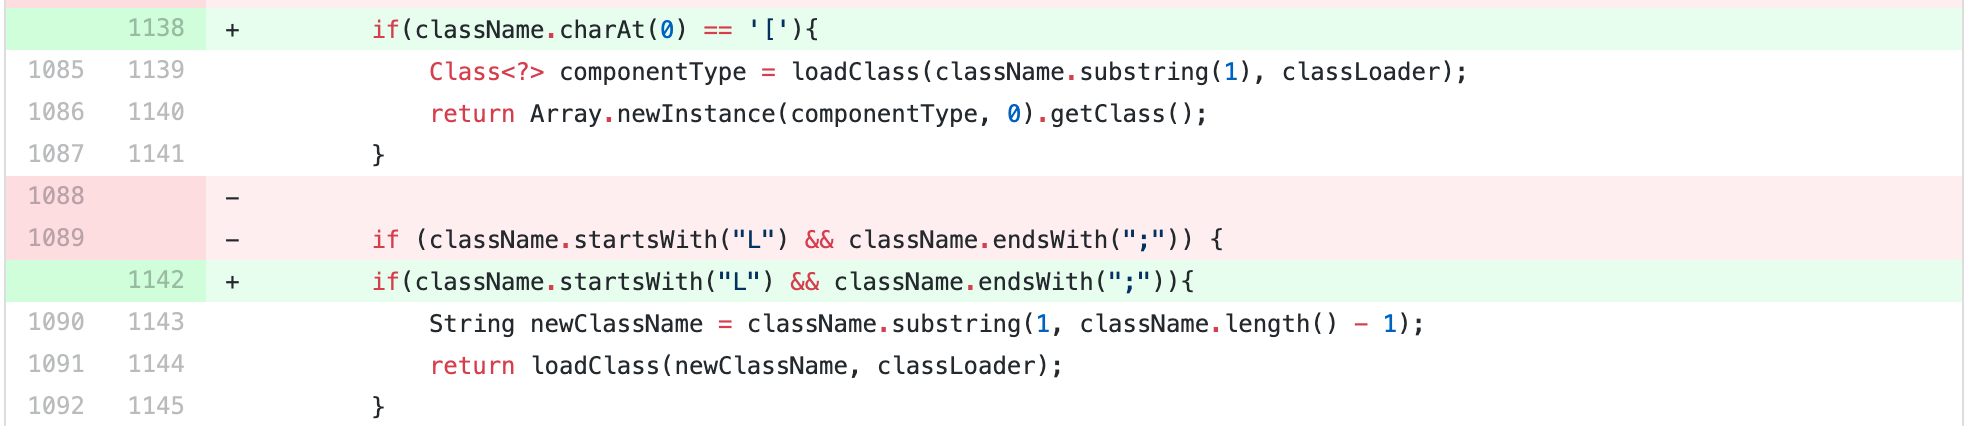 1138 + if(className.charAt(0) == '['){
1085 1139 Class<?> componentType = loadClass(className.substring(1), classLoader);
1086 1140 return Array.newInstance(componentType, 0).getClass();
1087 1141 }
1088 −
1089 − if (className.startsWith("L") && className.endsWith(";")) {
1142 + if(className.startsWith("L") && className.endsWith(";")){
1090 1143 String newClassName = className.substring(1, className.length() - 1);
1091 1144 return loadClass(newClassName, classLoader);
1092 1145 }